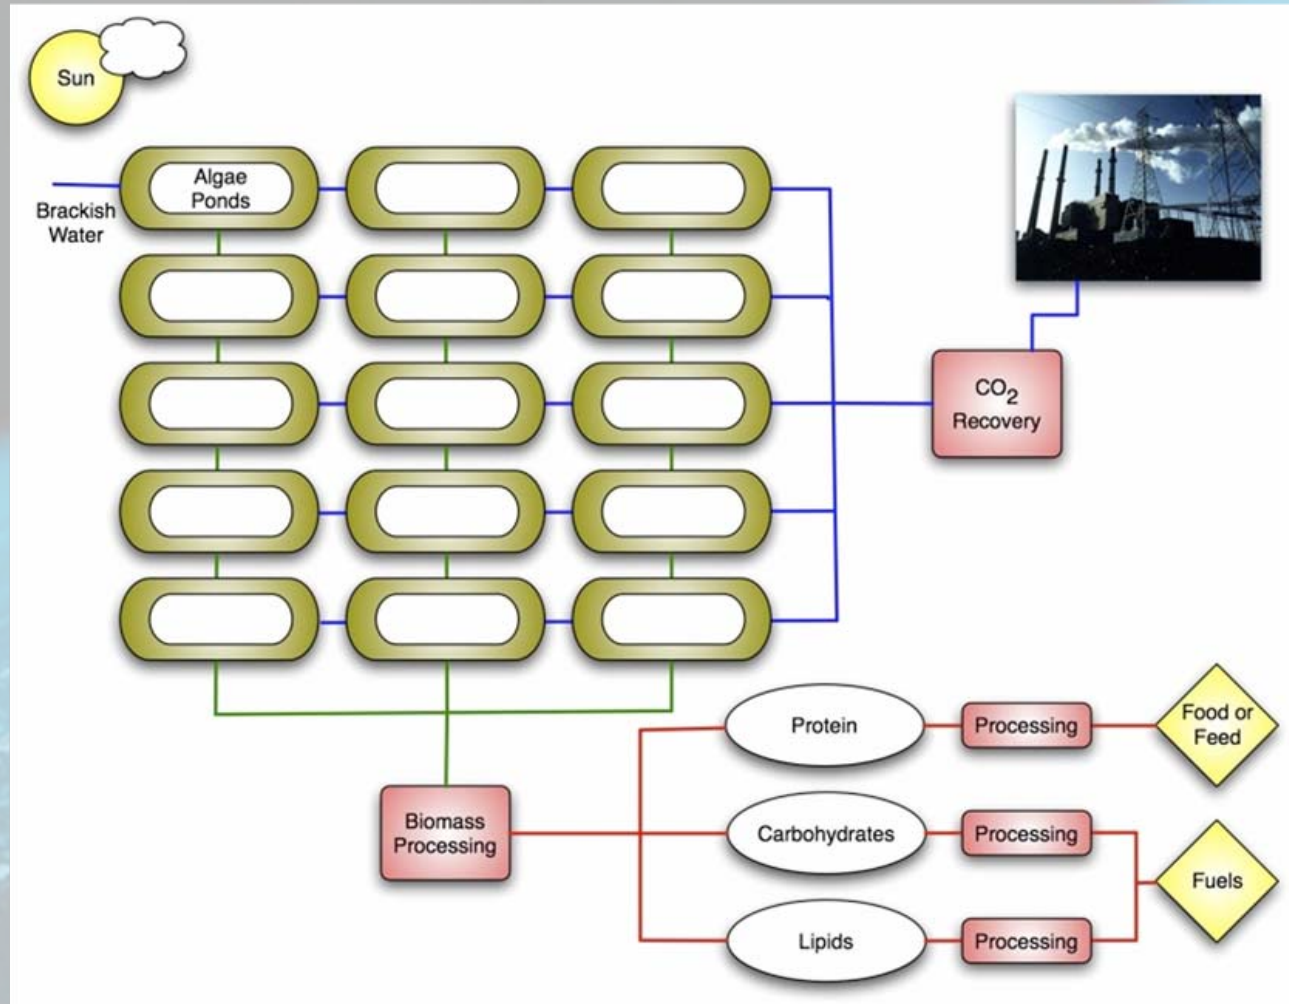 Sun
Algae
Ponds
Brackish
Water
CO₂
Recovery
Protein
Processing
Food or
Feed
Biomass
Processing
Carbohydrates
Processing
Fuels
Lipids
Processing